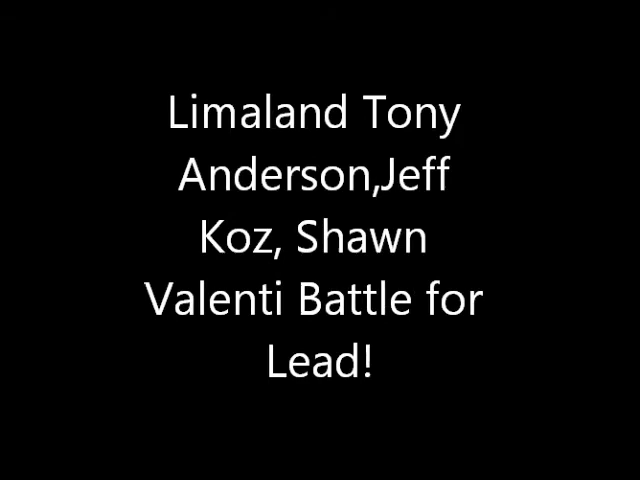 Limaland Tony
Anderson,Jeff
Koz, Shawn
Valenti Battle for
Lead!